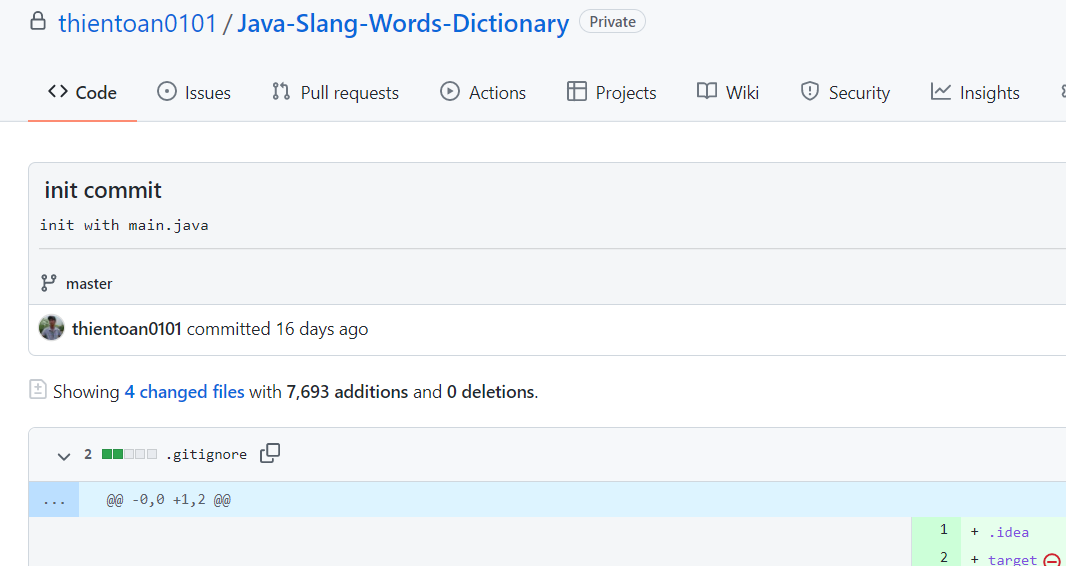 thientoan0101 / Java-Slang-Words-Dictionary Private
Code Issues Pull requests Actions Projects Wiki Security Insights
init commit
init with main.java
master
thientoan0101 committed 16 days ago
Showing 4 changed files with 7,693 additions and 0 deletions.
2 .gitignore
... @@ -0,0 +1,2 @@
1 + .idea
2 + target